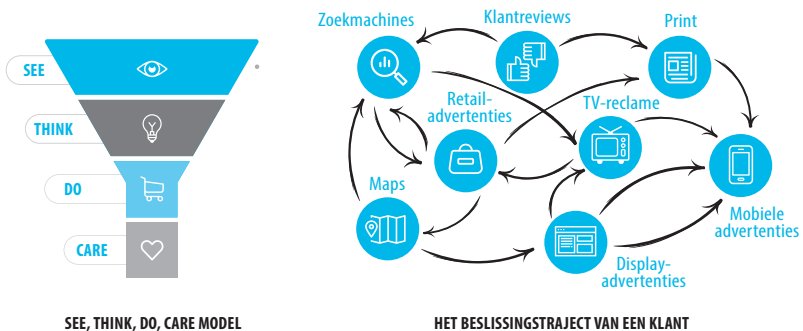 SEE
THINK
DO
CARE
SEE, THINK, DO, CARE MODEL
Zoekmachines
Klantreviews
Print
Retail-
advertenties
TV-reclame
Maps
Mobiele
advertenties
Display-
advertenties
HET BESLISSINGSTRAJECT VAN EEN KLANT